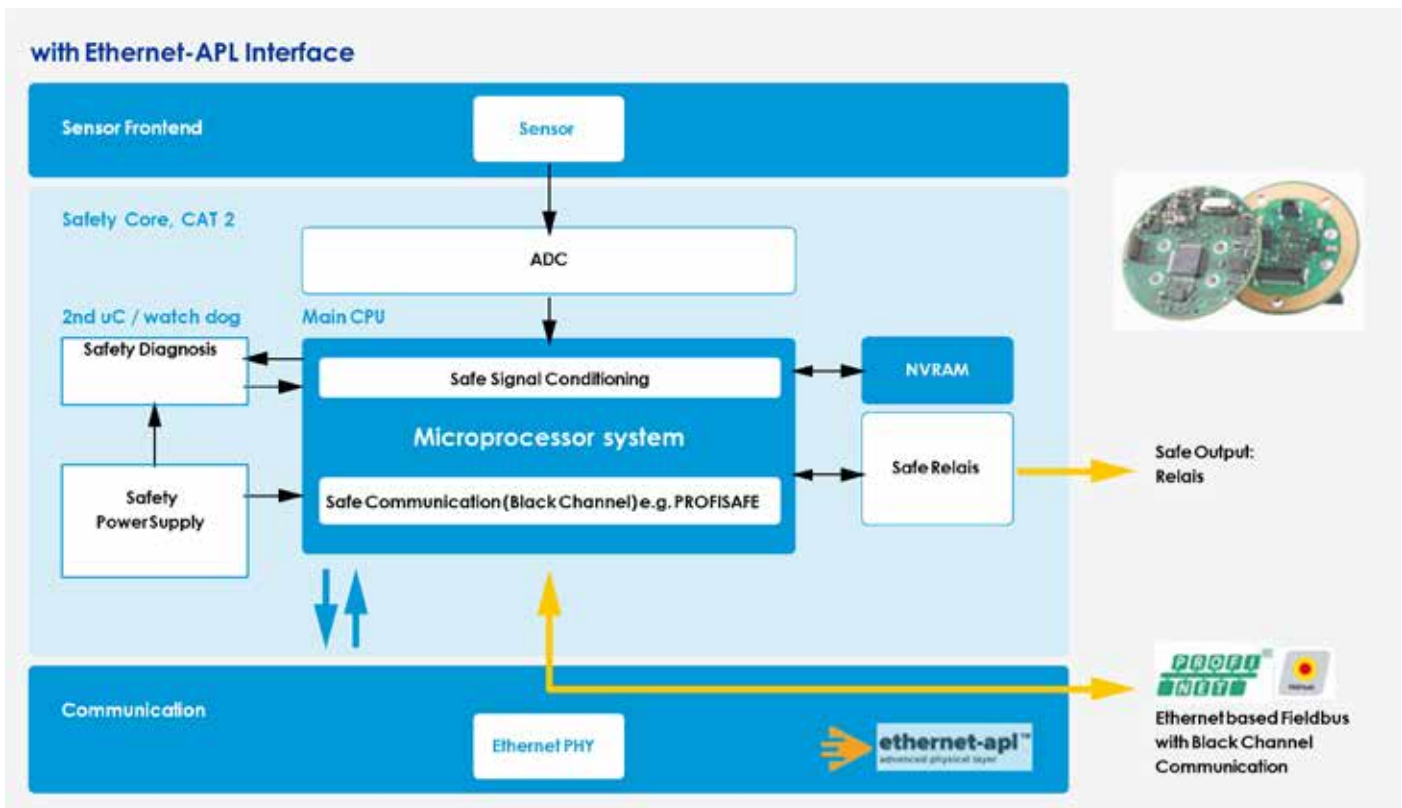 with Ethernet-APL Interface
Sensor Frontend
Sensor
Safety Core, CAT 2
ADC
2nd uC / watch dog
Main CPU
Safety Diagnosis
Safe Signal Conditioning
NVRAM
Microprocessor system
Safe Relais
Safe Output:
Relais
Safety
PowerSupply
Safe Communication (Black Channel) e.g. PROFISAFE
Communication
Ethernet PHY
ethernet-apl™
advanced physical layer
PROFI
NET
Ethernet based Fieldbus
with Black Channel
Communication